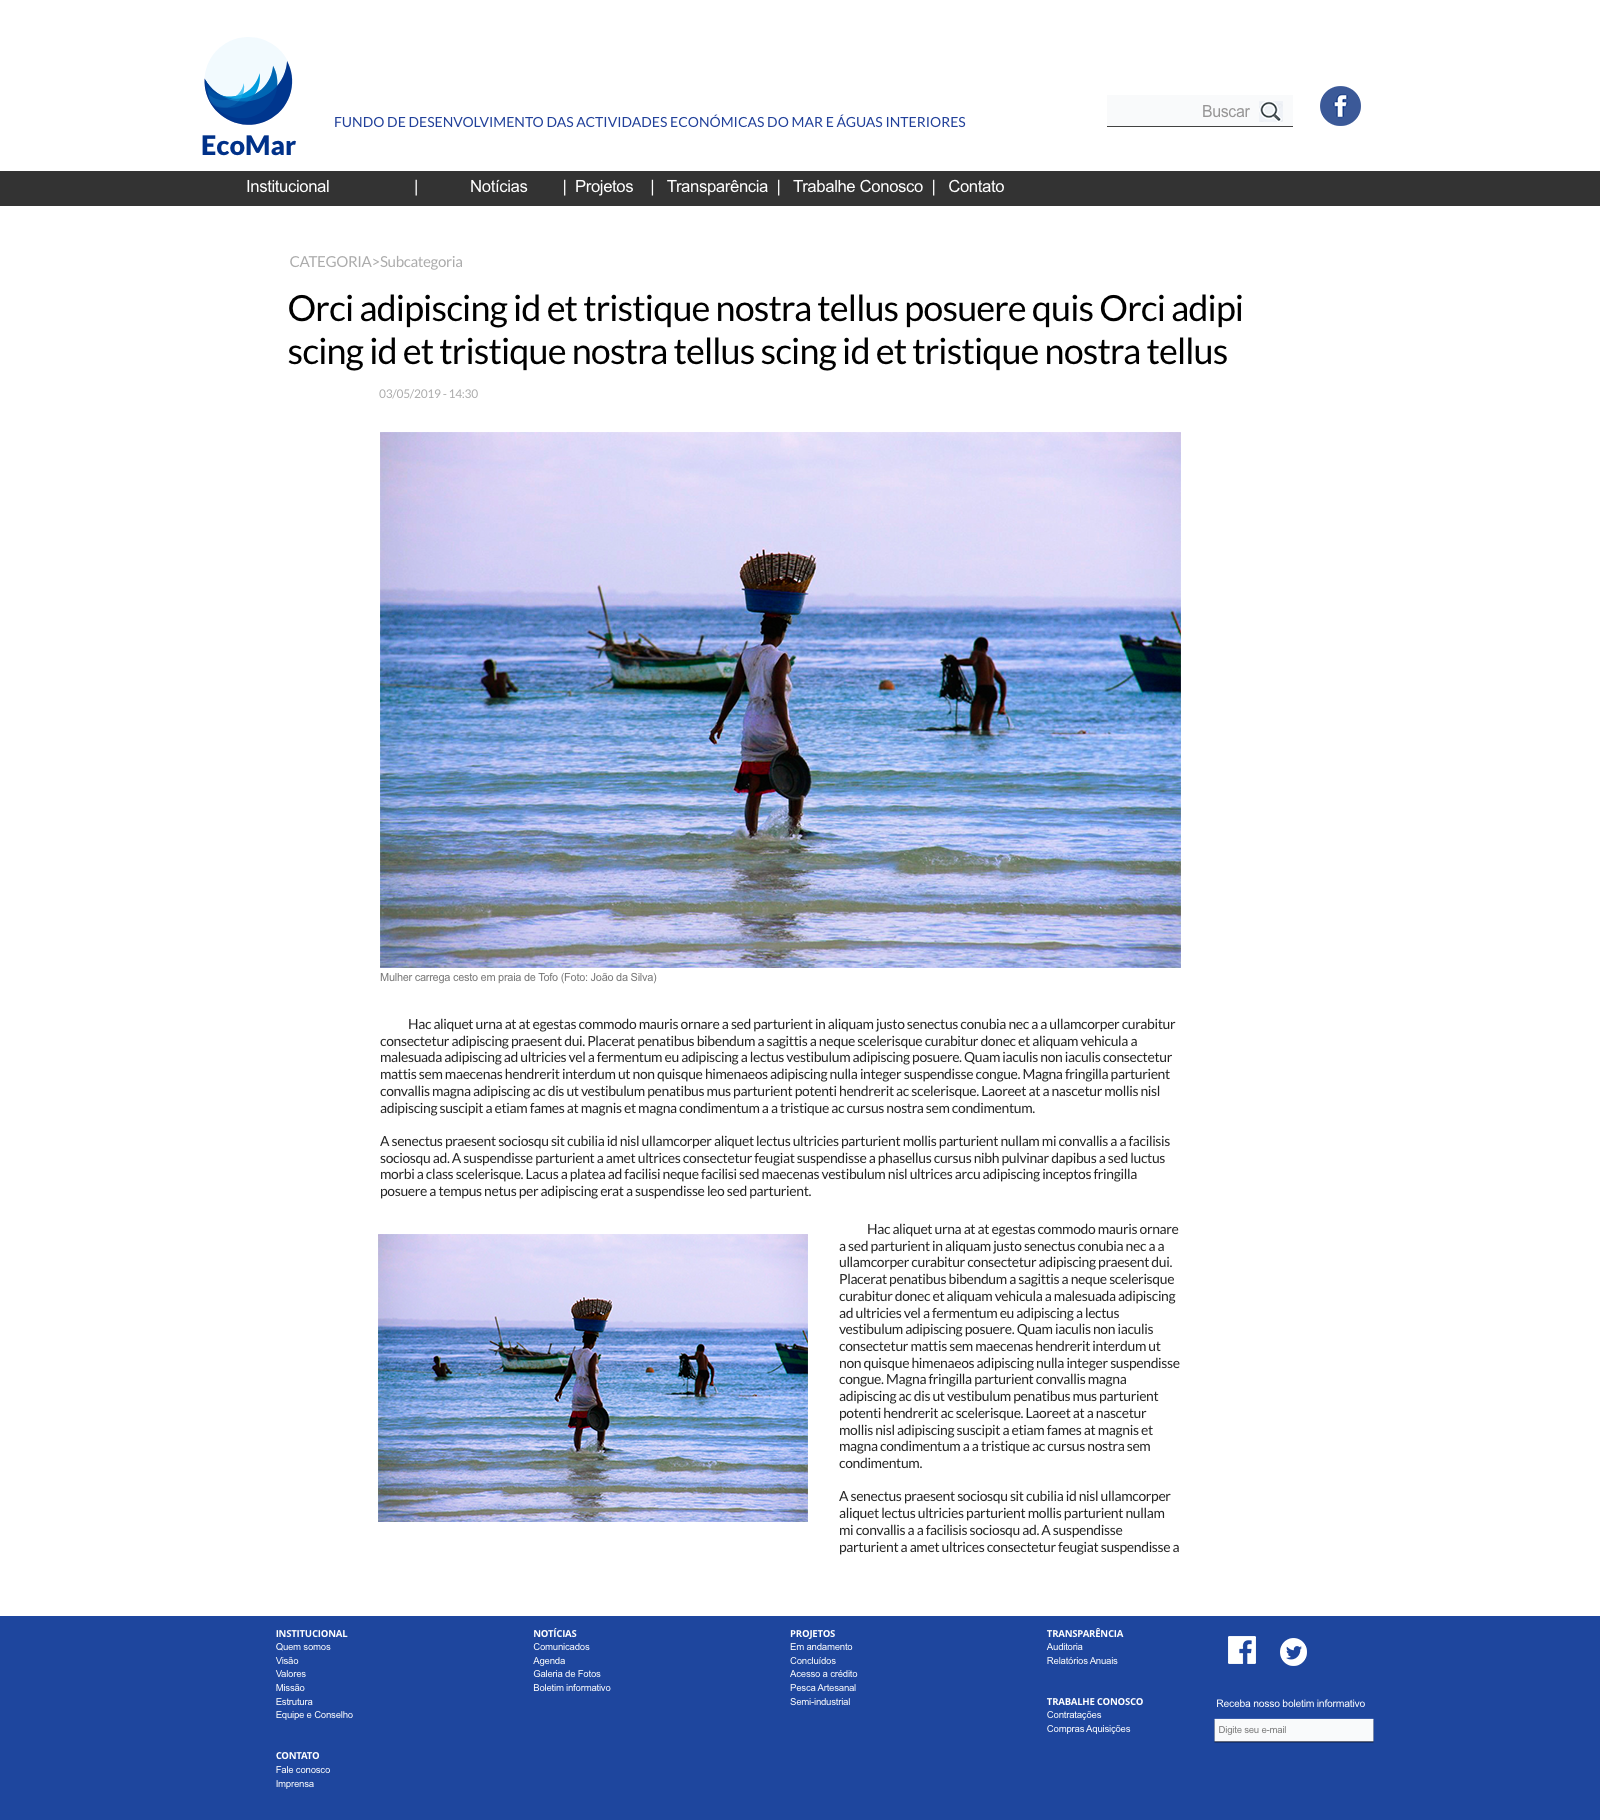 EcoMar
FUNDO DE DESENVOLVIMENTO DAS ACTIVIDADES ECONÓMICAS DO MAR E ÁGUAS INTERIORES
Buscar
Institucional | Notícias | Projetos | Transparência | Trabalhe Conosco | Contato
CATEGORIA>Subcategoria
Orci adipiscing id et tristique nostra tellus posuere quis Orci adipi
scing id et tristique nostra tellus scing id et tristique nostra tellus
03/05/2019 - 14:30
Mulher carrega cesto em praia de Tofo (Foto: João da Silva)
Hac aliquet urna at at egestas commodo mauris ornare a sed parturient in aliquam justo senectus conubia nec a a ullamcorper curabitur
consectetur adipiscing praesent dui. Placerat penatibus bibendum a sagittis a neque scelerisque curabitur donec et aliquam vehicula a
malesuada adipiscing ad ultricies vel a fermentum eu adipiscing a lectus vestibulum adipiscing posuere. Quam iaculis non iaculis consectetur
mattis sem maecenas hendrerit interdum ut non quisque himenaeos adipiscing nulla integer suspendisse congue. Magna fringilla parturient
convallis magna adipiscing ac dis ut vestibulum penatibus mus parturient potenti hendrerit ac scelerisque. Laoreet at a nascetur mollis nisl
adipiscing suscipit a etiam fames at magnis et magna condimentum a a tristique ac cursus nostra sem condimentum.
A senectus praesent sociosqu sit cubilia id nisl ullamcorper aliquet lectus ultricies parturient mollis parturient nullam mi convallis a a facilisis
sociosqu ad. A suspendisse parturient a amet ultrices consectetur feugiat suspendisse a phasellus cursus nibh pulvinar dapibus a sed luctus
morbi a class scelerisque. Lacus a platea ad facilisi neque facilisi sed maecenas vestibulum nisl ultrices arcu adipiscing inceptos fringilla
posuere a tempus netus per adipiscing erat a suspendisse leo sed parturient.
Hac aliquet urna at at egestas commodo mauris ornare
a sed parturient in aliquam justo senectus conubia nec a a
ullamcorper curabitur consectetur adipiscing praesent dui.
Placerat penatibus bibendum a sagittis a neque scelerisque
curabitur donec et aliquam vehicula a malesuada adipiscing
ad ultricies vel a fermentum eu adipiscing a lectus
vestibulum adipiscing posuere. Quam iaculis non iaculis
consectetur mattis sem maecenas hendrerit interdum ut
non quisque himenaeos adipiscing nulla integer suspendisse
congue. Magna fringilla parturient convallis magna
adipiscing ac dis ut vestibulum penatibus mus parturient
potenti hendrerit ac scelerisque. Laoreet at a nascetur
mollis nisl adipiscing suscipit a etiam fames at magnis et
magna condimentum a a tristique ac cursus nostra sem
condimentum.
A senectus praesent sociosqu sit cubilia id nisl ullamcorper
aliquet lectus ultricies parturient mollis parturient nullam
mi convallis a a facilisis sociosqu ad. A suspendisse
parturient a amet ultrices consectetur feugiat suspendisse a
INSTITUCIONAL
Quem somos
Visão
Valores
Missão
Estrutura
Equipe e Conselho
CONTATO
Fale conosco
Imprensa
NOTÍCIAS
Comunicados
Agenda
Galeria de Fotos
Boletim informativo
PROJETOS
Em andamento
Concluídos
Acesso a crédito
Pesca Artesanal
Semi-industrial
TRANSPARÊNCIA
Auditoria
Relatórios Anuais
TRABALHE CONOSCO
Contratações
Compras Aquisições
Receba nosso boletim informativo
Digite seu e-mail